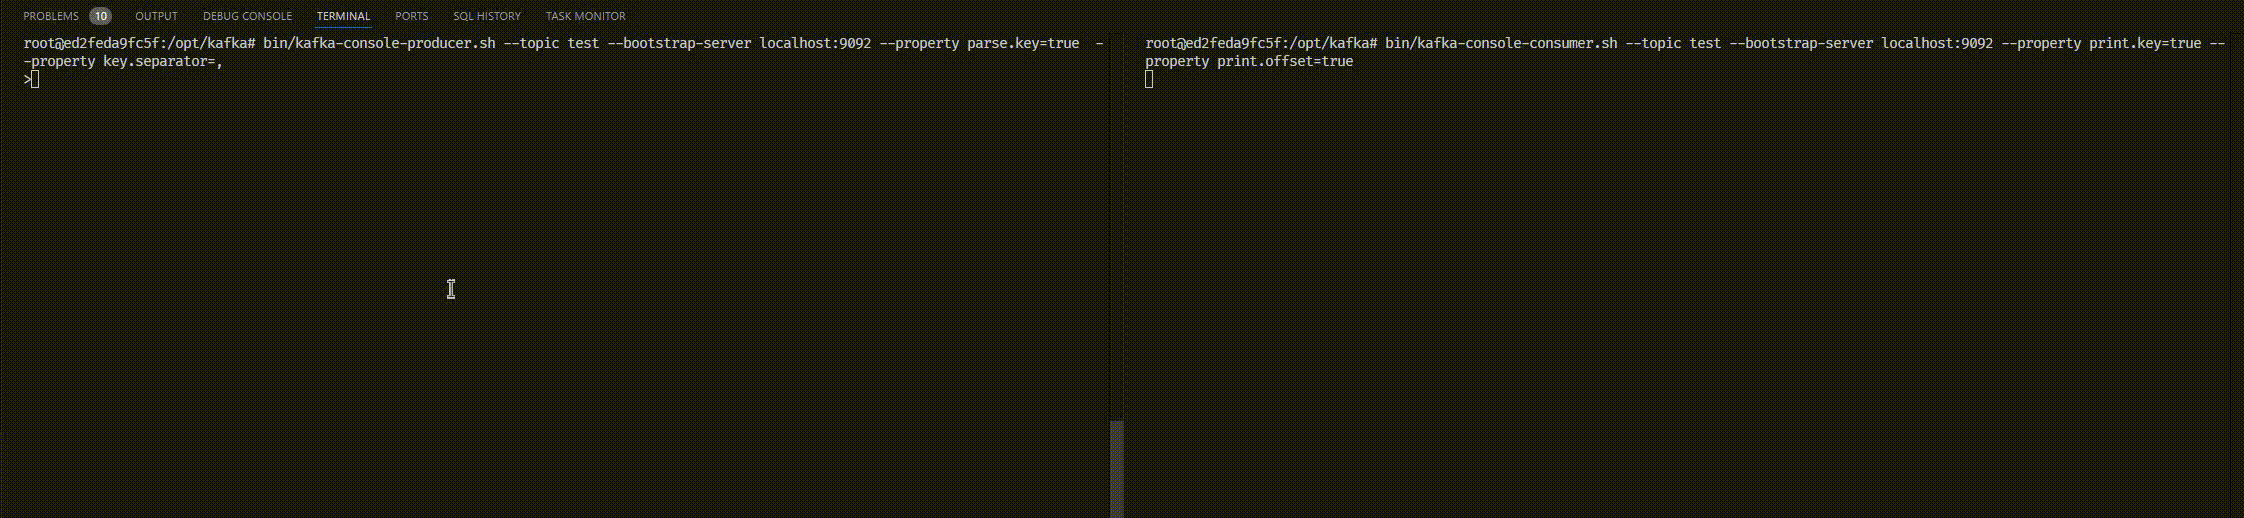 PROBLEMS 10 OUTPUT DEBUG CONSOLE TERMINAL PORTS SQL HISTORY TASK MONITOR
root@ed2feda9fc5f:/opt/kafka# bin/kafka-console-producer.sh --topic test --bootstrap-server localhost:9092 --property parse.key=true  -
-property key.separator=,
>
root@ed2feda9fc5f:/opt/kafka# bin/kafka-console-consumer.sh --topic test --bootstrap-server localhost:9092 --property print.key=true --
property print.offset=true